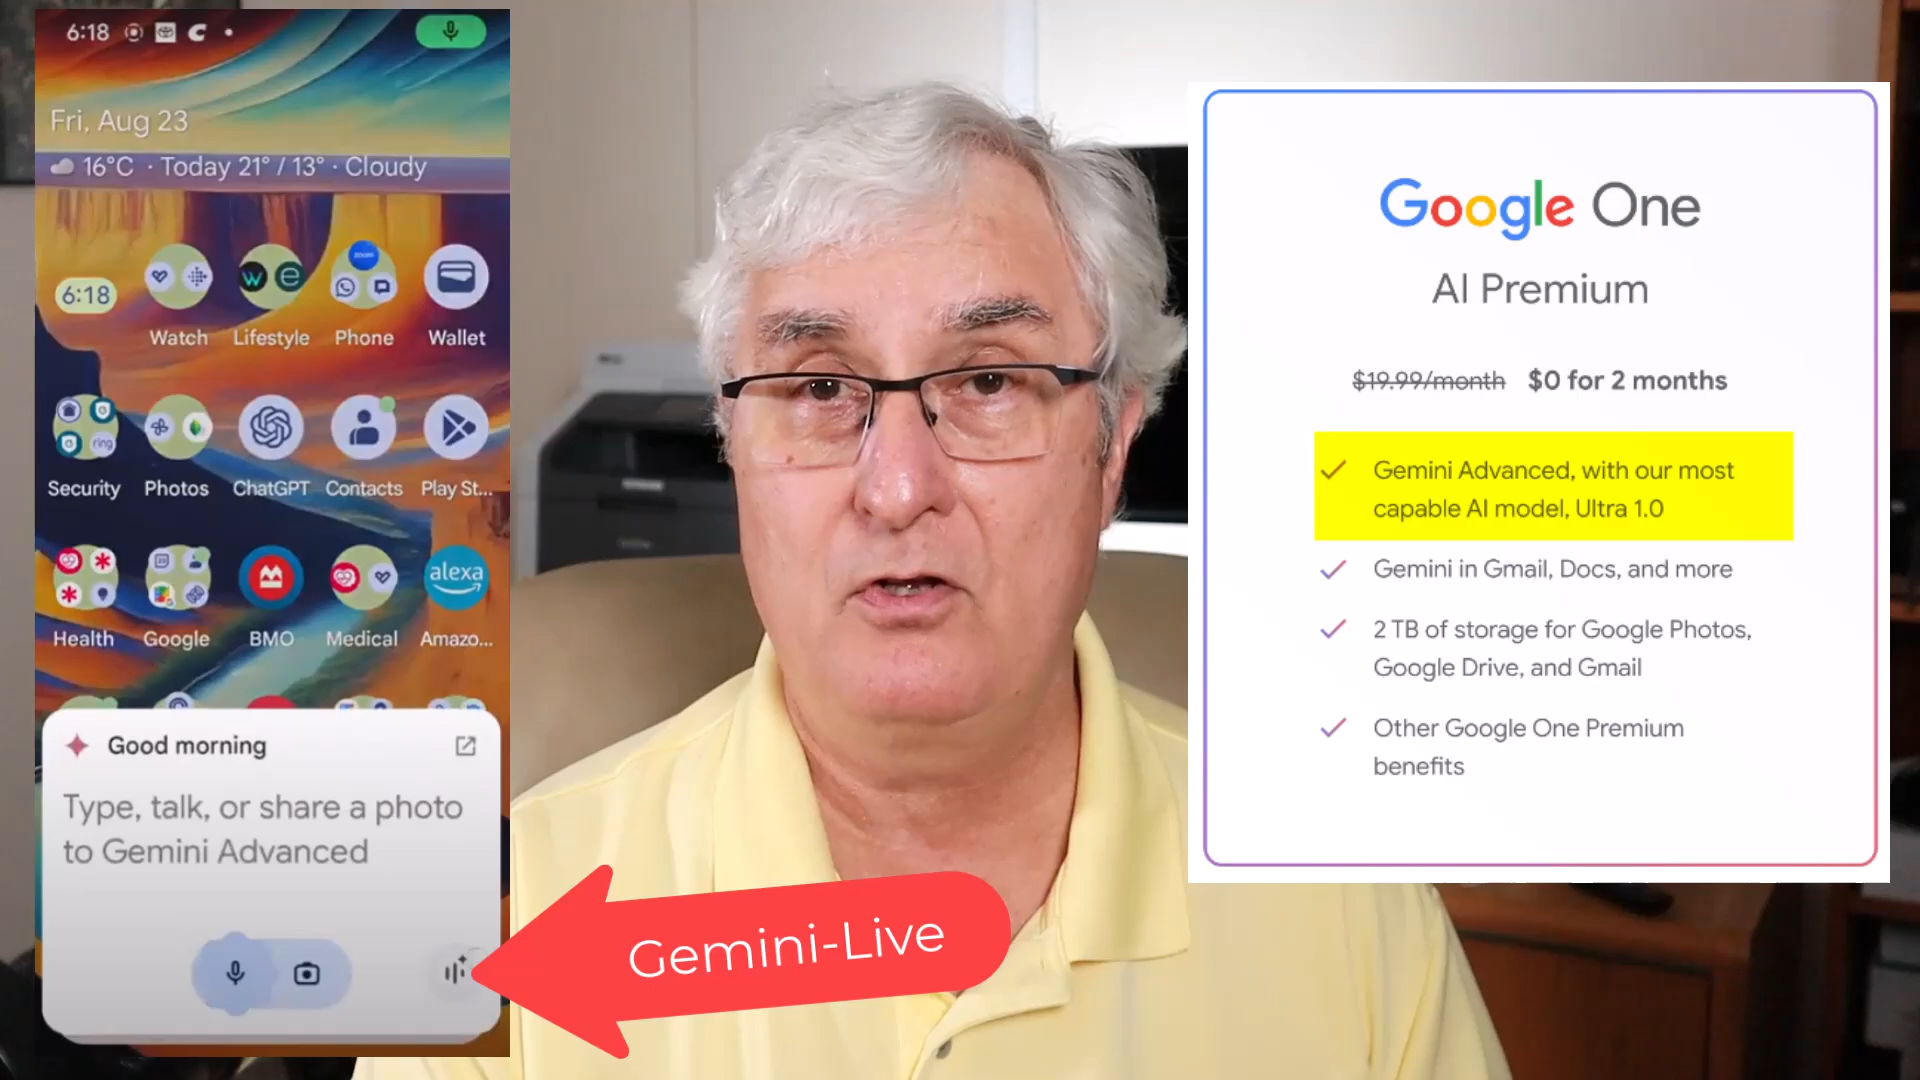 6:18
Fri, Aug 23
16°C · Today 21° / 13° · Cloudy
6:18
zoom
w e
Watch Lifestyle Phone Wallet
ring
Security Photos ChatGPT Contacts Play St...
alexa
Health Google BMO Medical Amazo...
Good morning
Type, talk, or share a photo
to Gemini Advanced
Gemini-Live
Google One
AI Premium
$19.99/month $0 for 2 months
Gemini Advanced, with our most
capable AI model, Ultra 1.0
Gemini in Gmail, Docs, and more
2 TB of storage for Google Photos,
Google Drive, and Gmail
Other Google One Premium
benefits